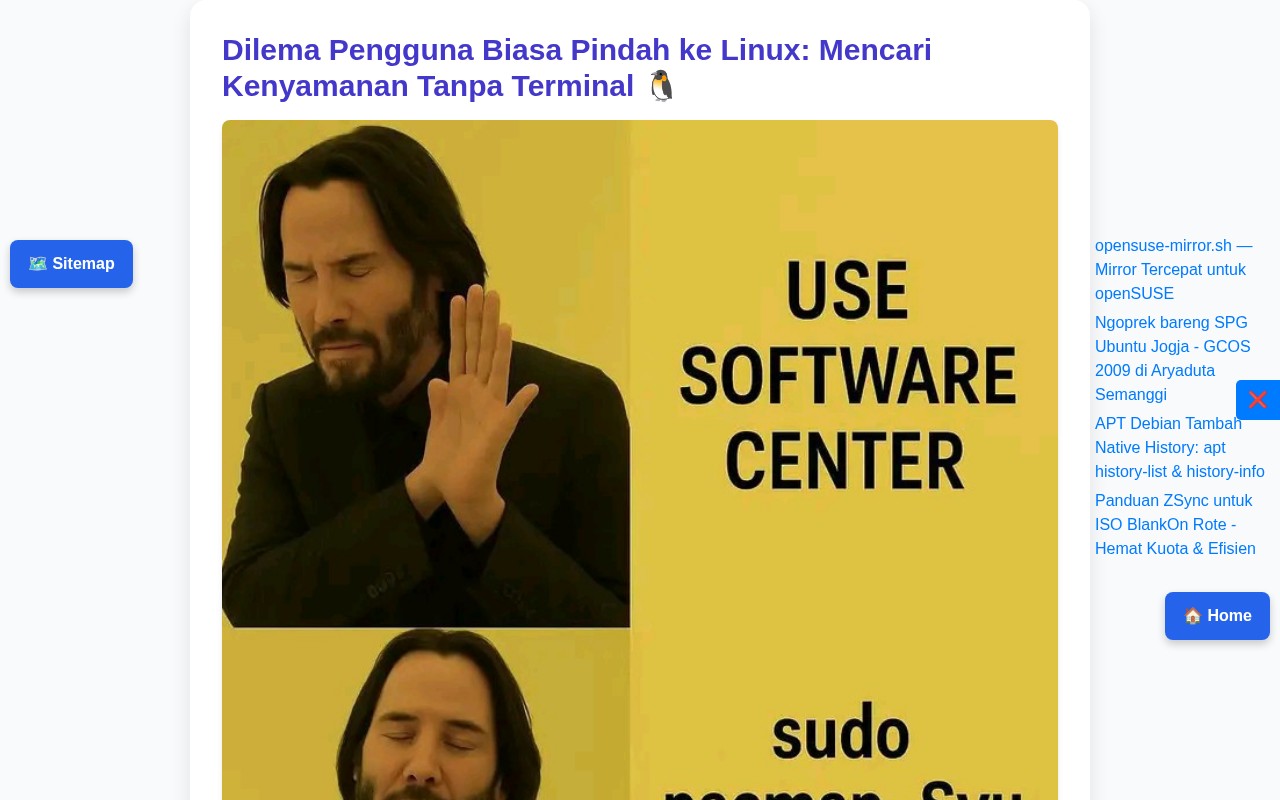 Dilema Pengguna Biasa Pindah ke Linux: Mencari
Kenyamanan Tanpa Terminal 🐧
USE
SOFTWARE
CENTER
sudo
pacman -Syu
🗺️ Sitemap
opensuse-mirror.sh —
Mirror Tercepat untuk
openSUSE
Ngoprek bareng SPG
Ubuntu Jogja - GCOS
2009 di Aryaduta
Semanggi
❌
APT Debian Tambah
Native History: apt
history-list & history-info
Panduan ZSync untuk
ISO BlankOn Rote -
Hemat Kuota & Efisien
🏠 Home